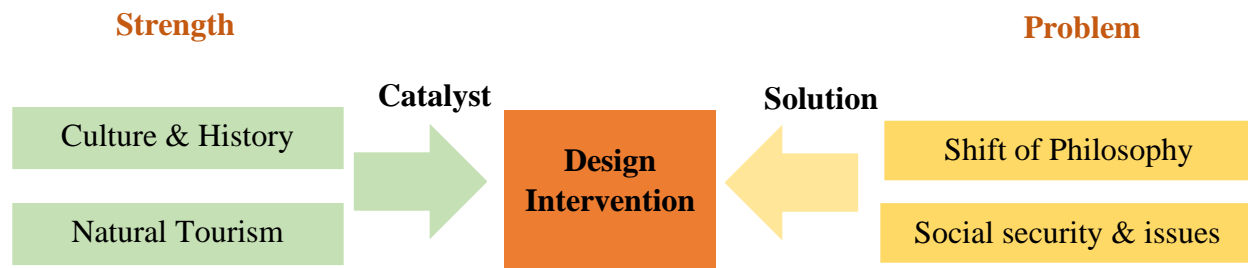 Strength
Problem
Catalyst
Solution
Culture & History
Natural Tourism
Design
Intervention
Shift of Philosophy
Social security & issues